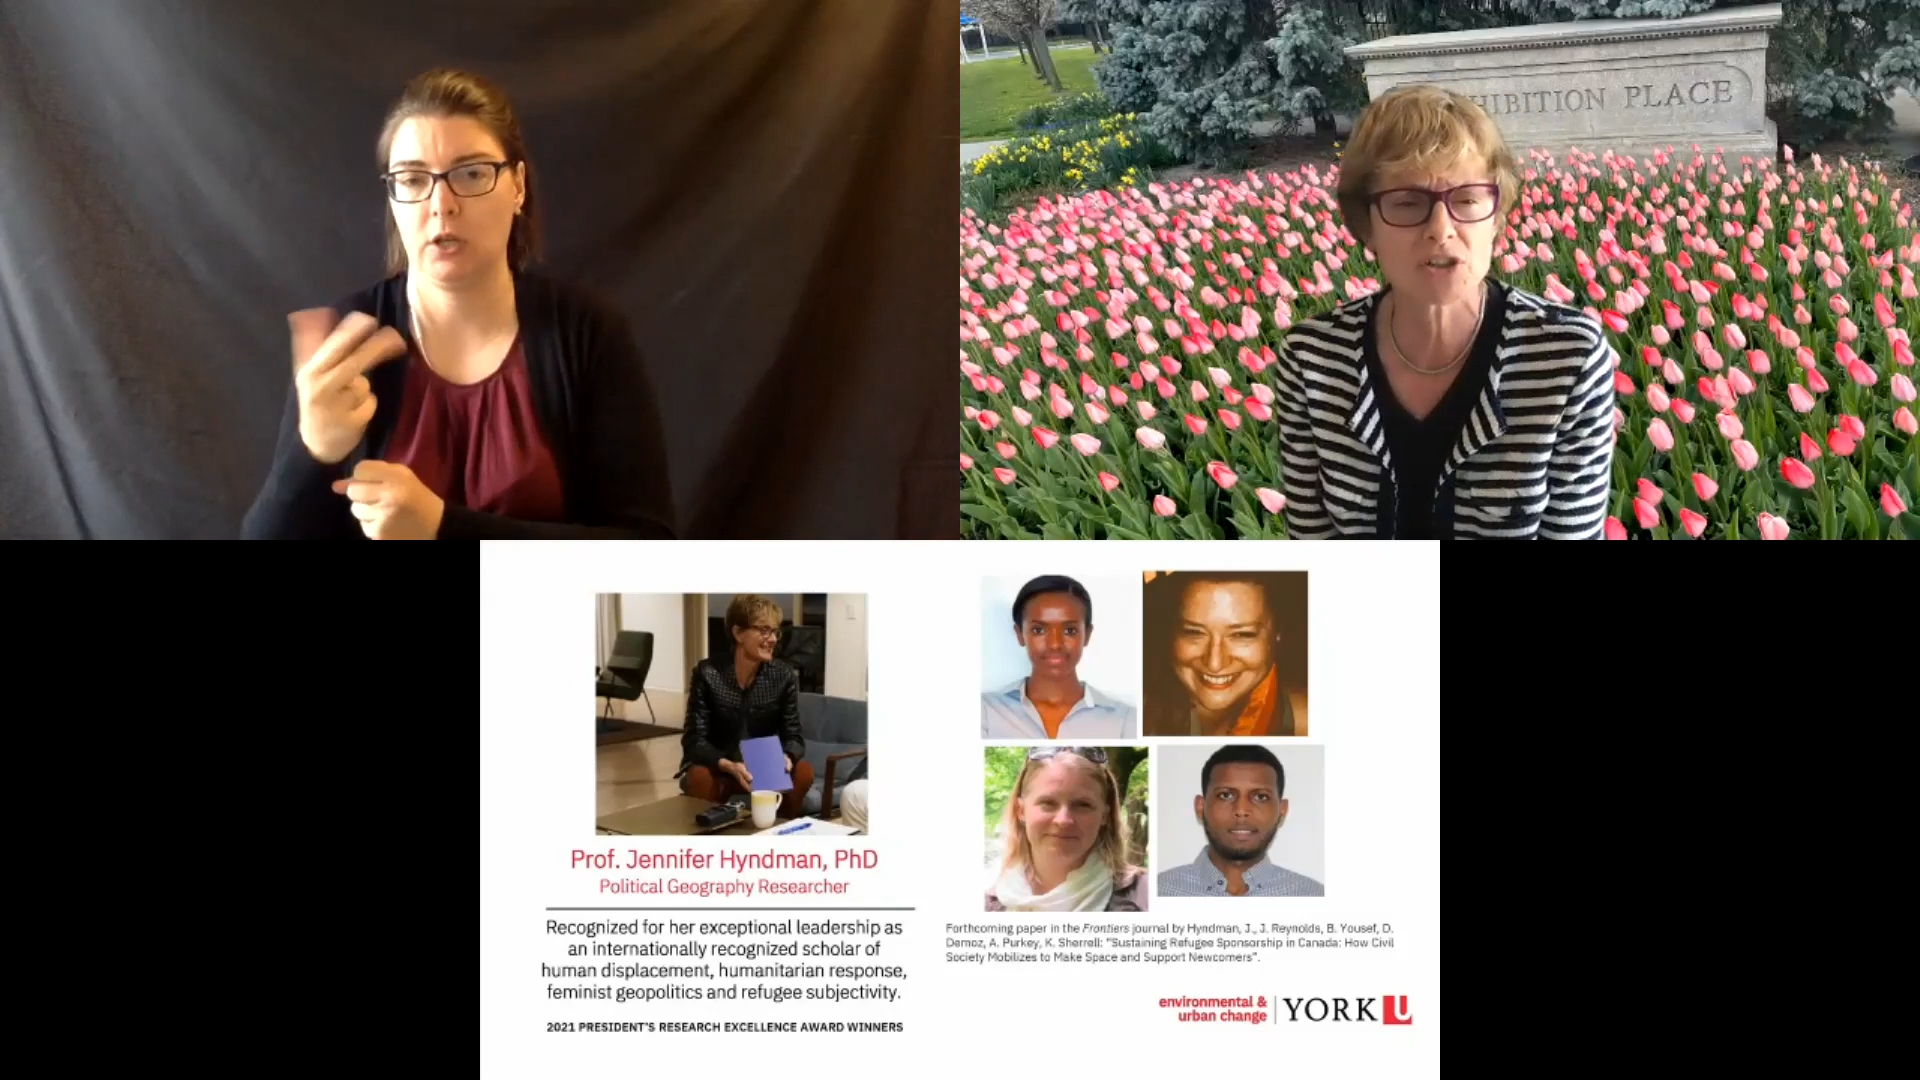 HIBITION PLACE
Prof. Jennifer Hyndman, PhD
Political Geography Researcher
Recognized for her exceptional leadership as
an internationally recognized scholar of
human displacement, humanitarian response,
feminist geopolitics and refugee subjectivity.
2021 PRESIDENT'S RESEARCH EXCELLENCE AWARD WINNERS
Forthcoming paper in the Frontiers journal by Hyndman, J., J. Reynolds, B. Yousef, D.
Demoz, A. Purkey, K. Sherrell: "Sustaining Refugee Sponsorship in Canada: How Civil
Society Mobilizes to Make Space and Support Newcomers".
environmental &
urban change
YORK U